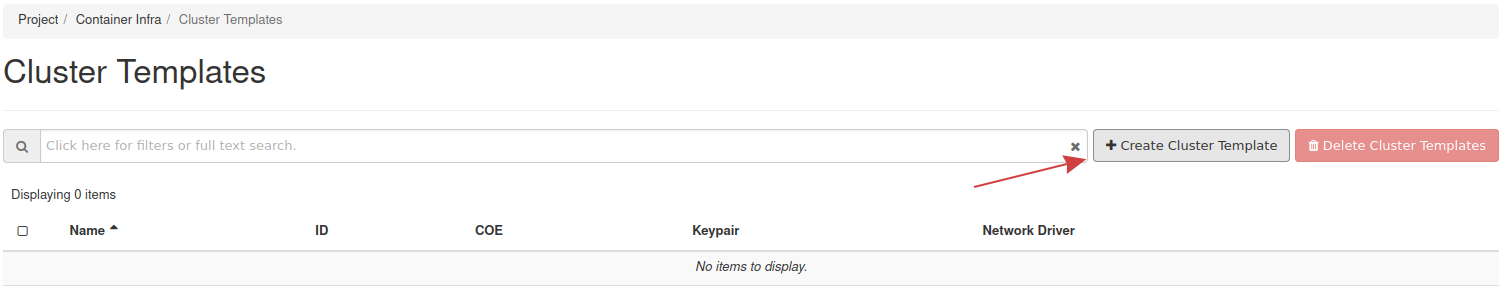 Project / Container Infra / Cluster Templates
Cluster Templates
Click here for filters or full text search.
Create Cluster Template
Delete Cluster Templates
Displaying 0 items
Name ID COE Keypair Network Driver
No items to display.